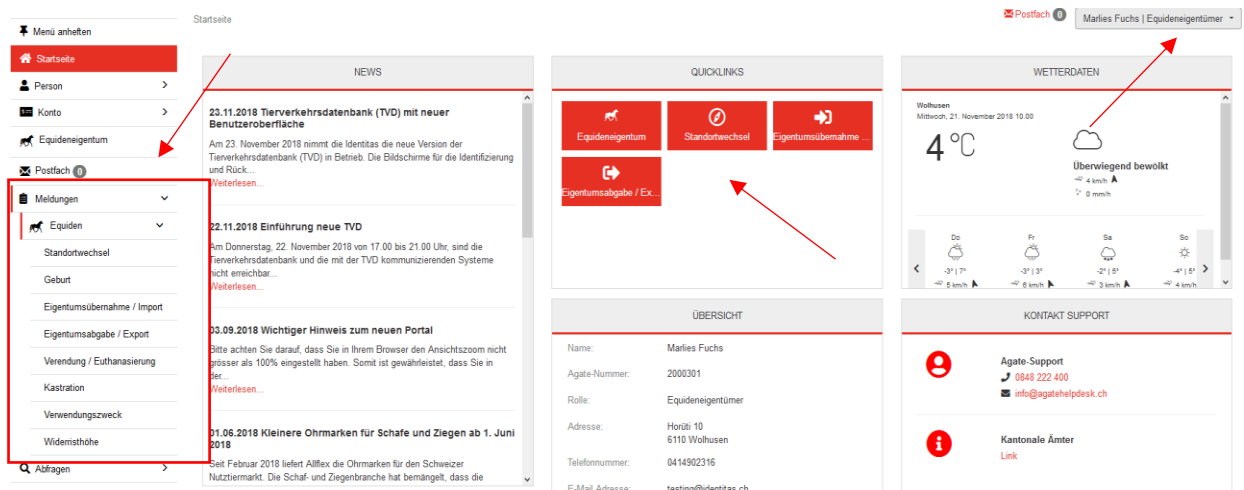 Menü anheften
Startseite
Person
Konto
Equideneigentum
Postfach 0
Meldungen
Equiden
Standortwechsel
Geburt
Eigentumsübernahme / Import
Eigentumsabgabe / Export
Verendung / Euthanasierung
Kastration
Verwendungszweck
Widerristhöhe
Abfragen
Startseite
Postfach 0
Marlies Fuchs | Equideneigentümer
NEWS
23.11.2018 Tierverkehrsdatenbank (TVD) mit neuer
Benutzeroberfläche
Am 23. November 2018 nimmt die Identitas die neue Version der
Tierverkehrsdatenbank (TVD) in Betrieb. Die Bildschirme für die Identifizierung
und Rück...
Weiterlesen...
22.11.2018 Einführung neue TVD
Am Donnerstag, 22. November 2018 von 17.00 bis 21.00 Uhr, sind die
Tierverkehrsdatenbank und die mit der TVD kommunizierenden Systeme
nicht erreichbar...
Weiterlesen...
03.09.2018 Wichtiger Hinweis zum neuen Portal
Bitte achten Sie darauf, dass Sie in Ihrem Browser den Ansichtszoom nicht
grösser als 100% eingestellt haben. Somit ist gewährleistet, dass Sie in
der...
Weiterlesen...
01.06.2018 Kleinere Ohrmarken für Schafe und Ziegen ab 1. Juni
2018
Seit Februar 2018 liefert Allflex die Ohrmarken für den Schweizer
Nutztiermarkt. Die Schaf- und Ziegenbranche hat bemängelt, dass die
QUICKLINKS
Equideneigentum
Standortwechsel
Eigentumsübernahme ...
Eigentumsabgabe / Ex...
WETTERDATEN
Wolhusen
Mittwoch, 21. November 2018 10.00
4 °C
Überwiegend bewölkt
4 km/h
0 mm/h
Do Fr Sa So
-3° | 7° -3° | 3° -2° | 5° -4° | 5°
5 km/h 6 km/h 3 km/h 4 km/h
ÜBERSICHT
Name: Marlies Fuchs
Agate-Nummer: 2000301
Rolle: Equideneigentümer
Adresse: Horüti 10
6110 Wolhusen
Telefonnummer: 0414902316
E-Mail Adresse: testing@identitas.ch
KONTAKT SUPPORT
Agate-Support
0848 222 400
info@agatehelpdesk.ch
Kantonale Ämter
Link